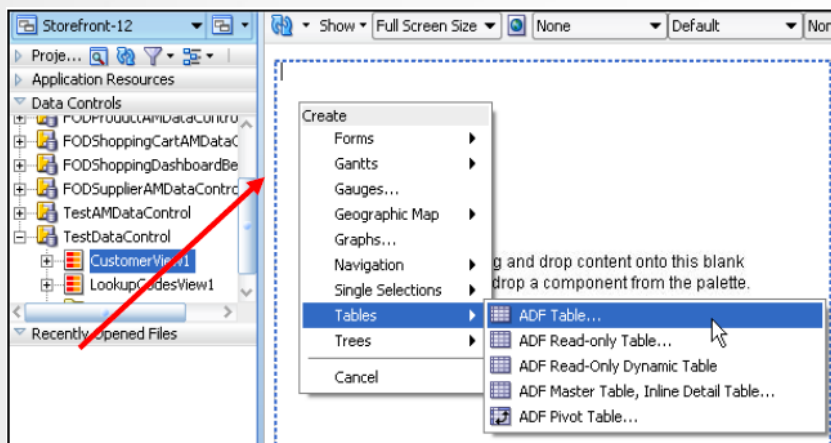 Storefront-12
Show Full Screen Size None Default Nor
Proje...
Application Resources
Data Controls
FODProductAMDataContro
FODShoppingCartAMDataC
FODShoppingDashboardBe
FODSupplierAMDataContro
TestAMDataControl
TestDataControl
CustomerView1
LookupCodesView1
Recently Opened Files
Create
Forms
Gantts
Gauges...
Geographic Map
Graphs...
Navigation
Single Selections
Tables
Trees
Cancel
g and drop content onto this blank
drop a component from the palette.
ADF Table...
ADF Read-only Table...
ADF Read-Only Dynamic Table
ADF Master Table, Inline Detail Table...
ADF Pivot Table...